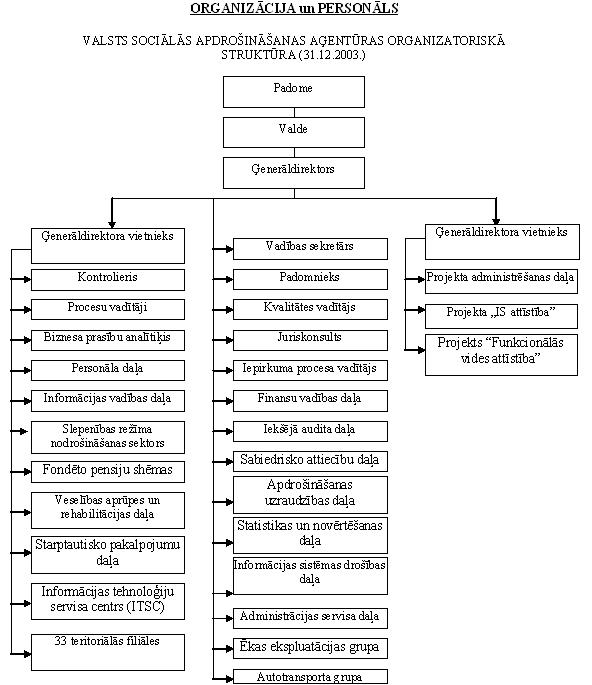 ORGANIZĀCIJA un PERSONĀLS
VALSTS SOCIĀLĀS APDROŠINĀŠANAS AĢENTŪRAS ORGANIZATORISKĀ
STRUKTŪRA (31.12.2003.)
Padome
Valde
Ģenerāldirektors
Ģenerāldirektora vietnieks
Kontrolieris
Procesu vadītāji
Biznesa prasību analītiķis
Personāla daļa
Informācijas vadības daļa
Slepenības režīma
nodrošināšanas sektors
Fondēto pensiju shēmas
Veselības aprūpes un
rehabilitācijas daļa
Starptautisko pakalpojumu
daļa
Informācijas tehnoloģiju
servisa centrs (ITSC)
33 teritoriālās filiāles
Vadības sekretārs
Padomnieks
Kvalitātes vadītājs
Juriskonsults
Iepirkuma procesa vadītājs
Finansu vadības daļa
Iekšējā audita daļa
Sabiedrisko attiecību daļa
Apdrošināšanas
uzraudzības daļa
Statistikas un novērtēšanas
daļa
Informācijas sistēmas drošības
daļa
Administrācijas servisa daļa
Ēkas ekspluatācijas grupa
Autotransporta grupa
Ģenerāldirektora vietnieks
Projekta administrēšanas daļa
Projekta „IS attīstība”
Projekts “Funkcionālās
vides attīstība”